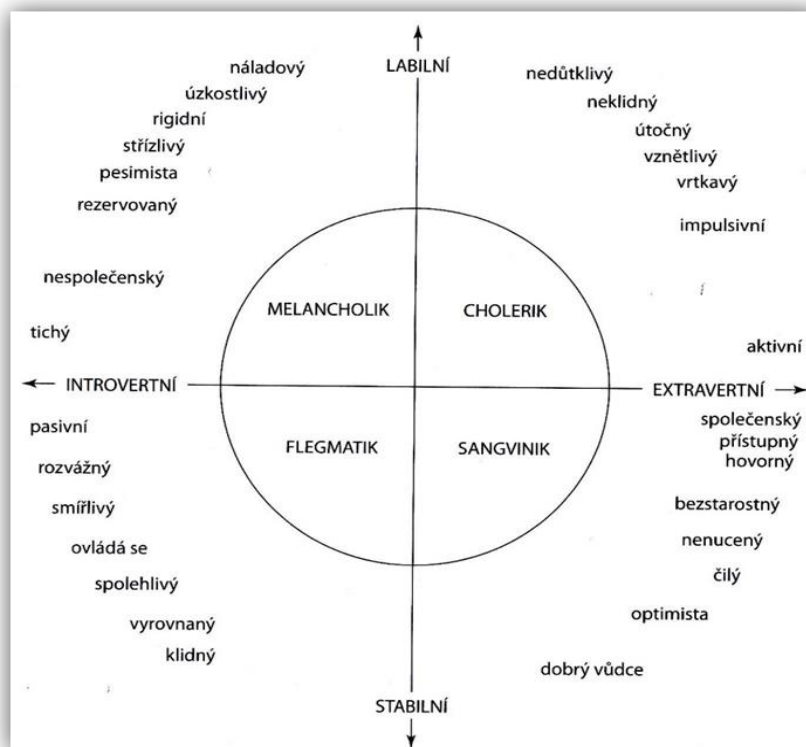 LABILNÍ
náladový
úzkostlivý
rigidní
střízlivý
pesimista
rezervovaný
nespolečenský
tichý
nedůtklivý
neklidný
útočný
vznětlivý
vrtkavý
impulsivní
aktivní
MELANCHOLIK
CHOLERIK
INTROVERTNÍ
EXTRAVERTNÍ
FLEGMATIK
SANGVINIK
pasivní
rozvážný
smířlivý
ovládá se
spolehlivý
vyrovnaný
klidný
společenský
přístupný
hovorný
bezstarostný
nenucený
čilý
optimista
dobrý vůdce
STABILNÍ